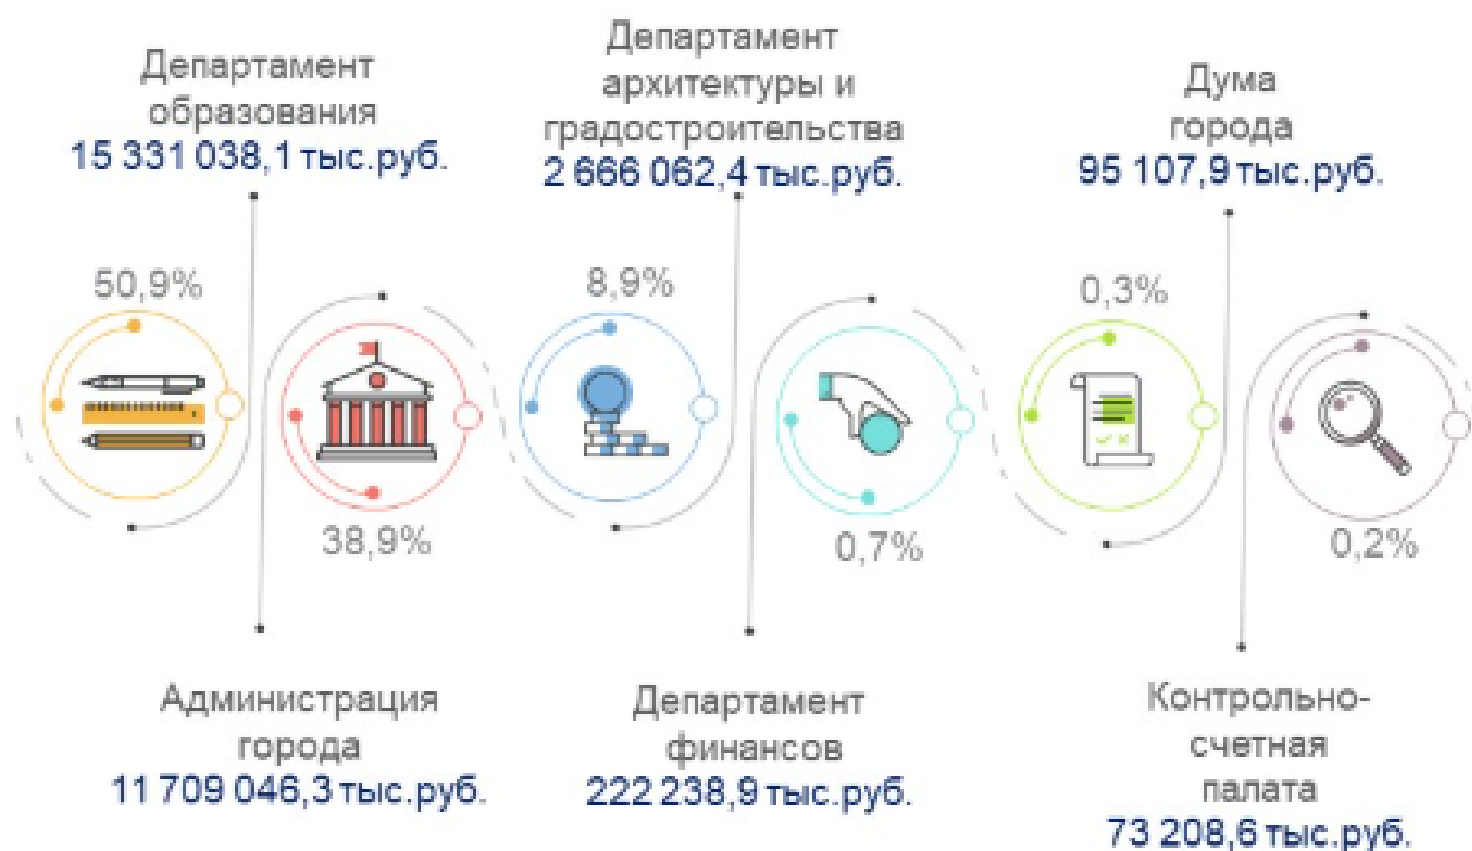 Департамент
образования
15 331 038,1 тыс.руб.
50,9%
Администрация
города
11 709 046,3 тыс.руб.
38,9%
Департамент
архитектуры и
градостроительства
2 666 062,4 тыс.руб.
8,9%
Департамент
финансов
222 238,9 тыс.руб.
0,7%
Дума
города
95 107,9 тыс.руб.
0,3%
Контрольно-
счетная
палата
73 208,6 тыс.руб.
0,2%